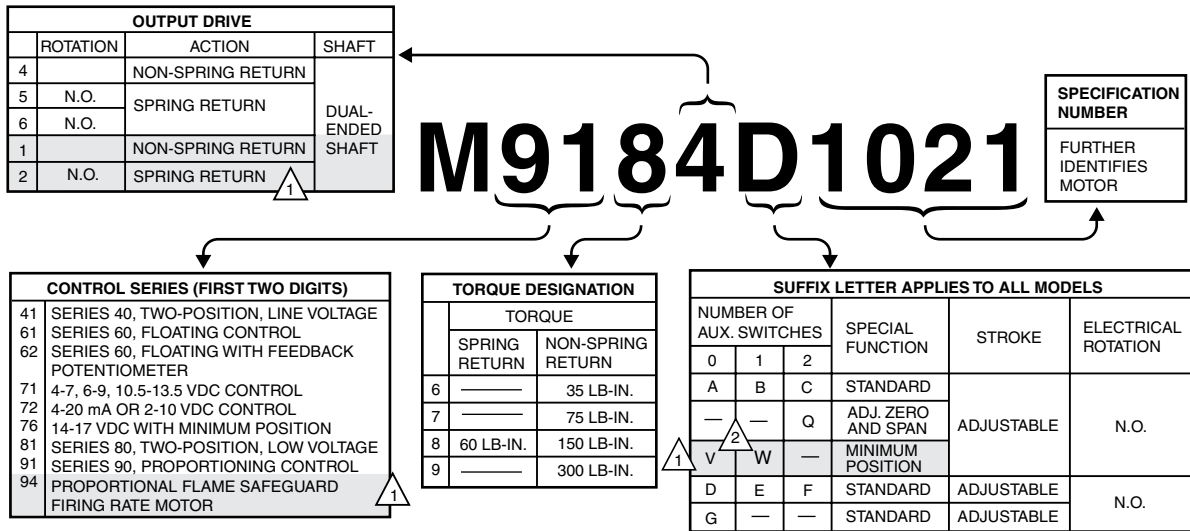 OUTPUT DRIVE
ROTATION ACTION SHAFT
4 NON-SPRING RETURN
5 N.O. SPRING RETURN
6 N.O.
DUAL-
ENDED
SHAFT
1 NON-SPRING RETURN
2 N.O. SPRING RETURN
1
M9184D1021
SPECIFICATION
NUMBER
FURTHER
IDENTIFIES
MOTOR
CONTROL SERIES (FIRST TWO DIGITS)
41 SERIES 40, TWO-POSITION, LINE VOLTAGE
61 SERIES 60, FLOATING CONTROL
62 SERIES 60, FLOATING WITH FEEDBACK
POTENTIOMETER
71 4-7, 6-9, 10.5-13.5 VDC CONTROL
72 4-20 mA OR 2-10 VDC CONTROL
76 14-17 VDC WITH MINIMUM POSITION
81 SERIES 80, TWO-POSITION, LOW VOLTAGE
91 SERIES 90, PROPORTIONING CONTROL
94 PROPORTIONAL FLAME SAFEGUARD
FIRING RATE MOTOR
1
TORQUE DESIGNATION
TORQUE
SPRING
RETURN
NON-SPRING
RETURN
6 —— 35 LB-IN.
7 —— 75 LB-IN.
8 60 LB-IN. 150 LB-IN.
9 —— 300 LB-IN.
SUFFIX LETTER APPLIES TO ALL MODELS
NUMBER OF
AUX. SWITCHES
0 1 2
SPECIAL
FUNCTION
STROKE
ELECTRICAL
ROTATION
A B C STANDARD
— — Q ADJ. ZERO
AND SPAN
ADJUSTABLE N.O.
1
2
V W — MINIMUM
POSITION
D E F STANDARD ADJUSTABLE
N.O.
G — — STANDARD ADJUSTABLE